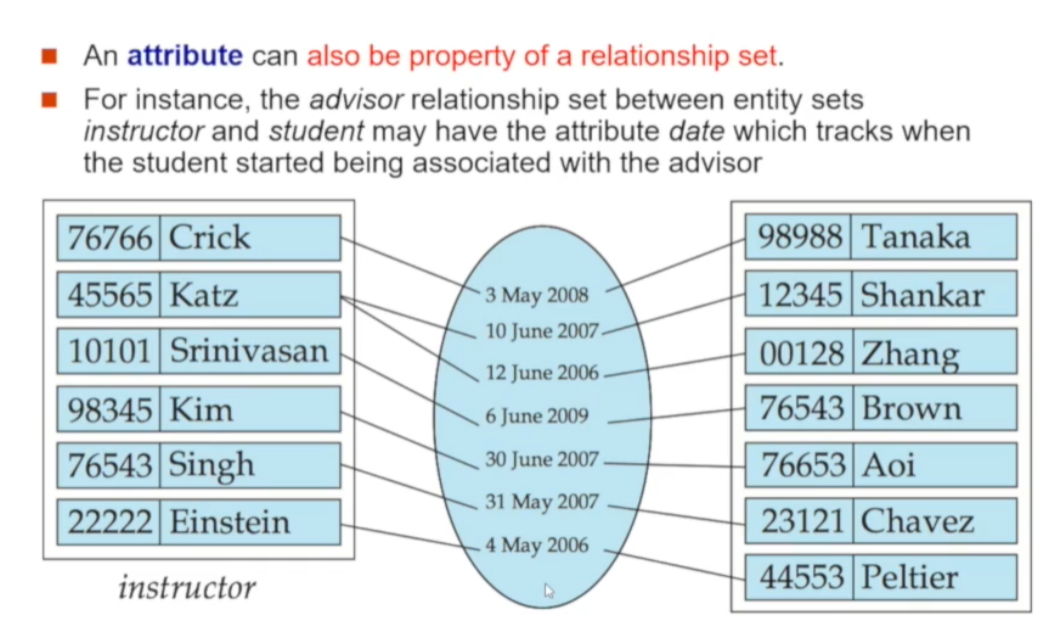 An attribute can also be property of a relationship set.
For instance, the advisor relationship set between entity sets
instructor and student may have the attribute date which tracks when
the student started being associated with the advisor
76766 Crick
45565 Katz
10101 Srinivasan
98345 Kim
76543 Singh
22222 Einstein
instructor
3 May 2008
10 June 2007
12 June 2006
6 June 2009
30 June 2007
31 May 2007
4 May 2006
98988 Tanaka
12345 Shankar
00128 Zhang
76543 Brown
76653 Aoi
23121 Chavez
44553 Peltier